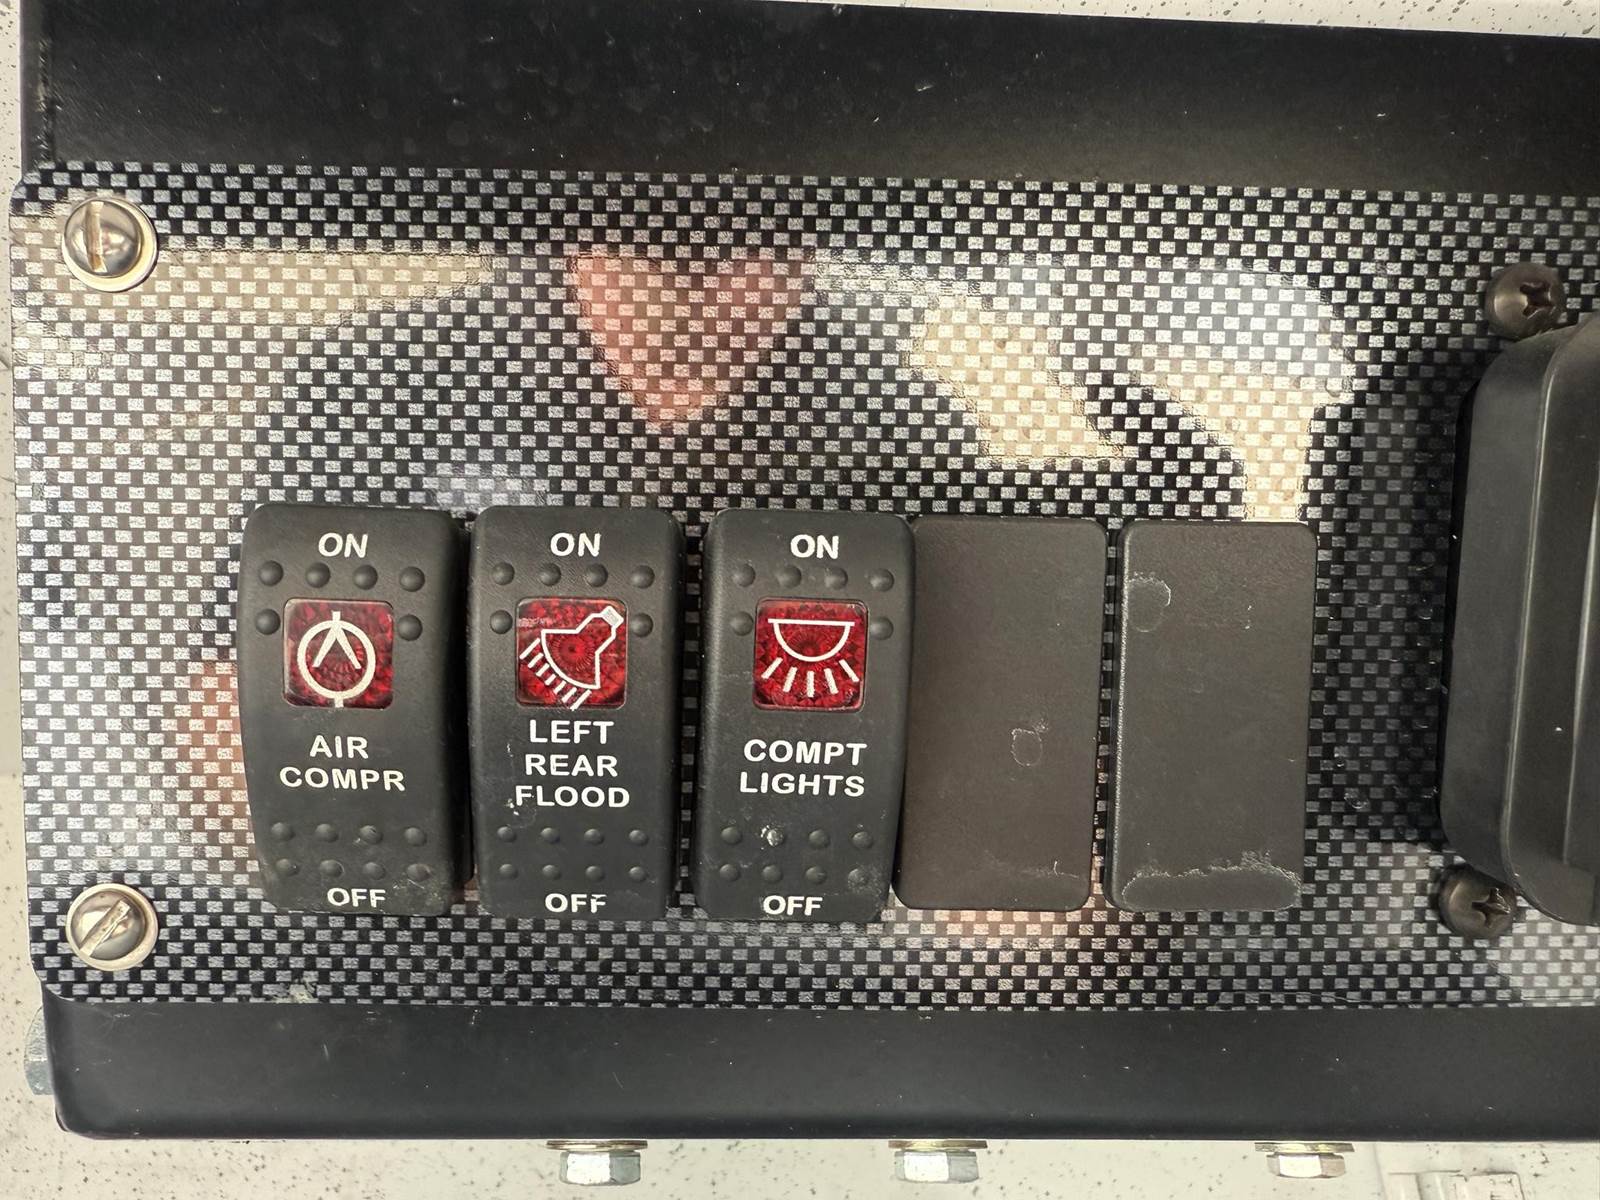 ON
AIR
COMPR
OFF
ON
LEFT
REAR
FLOOD
OFF
ON
COMPT
LIGHTS
OFF